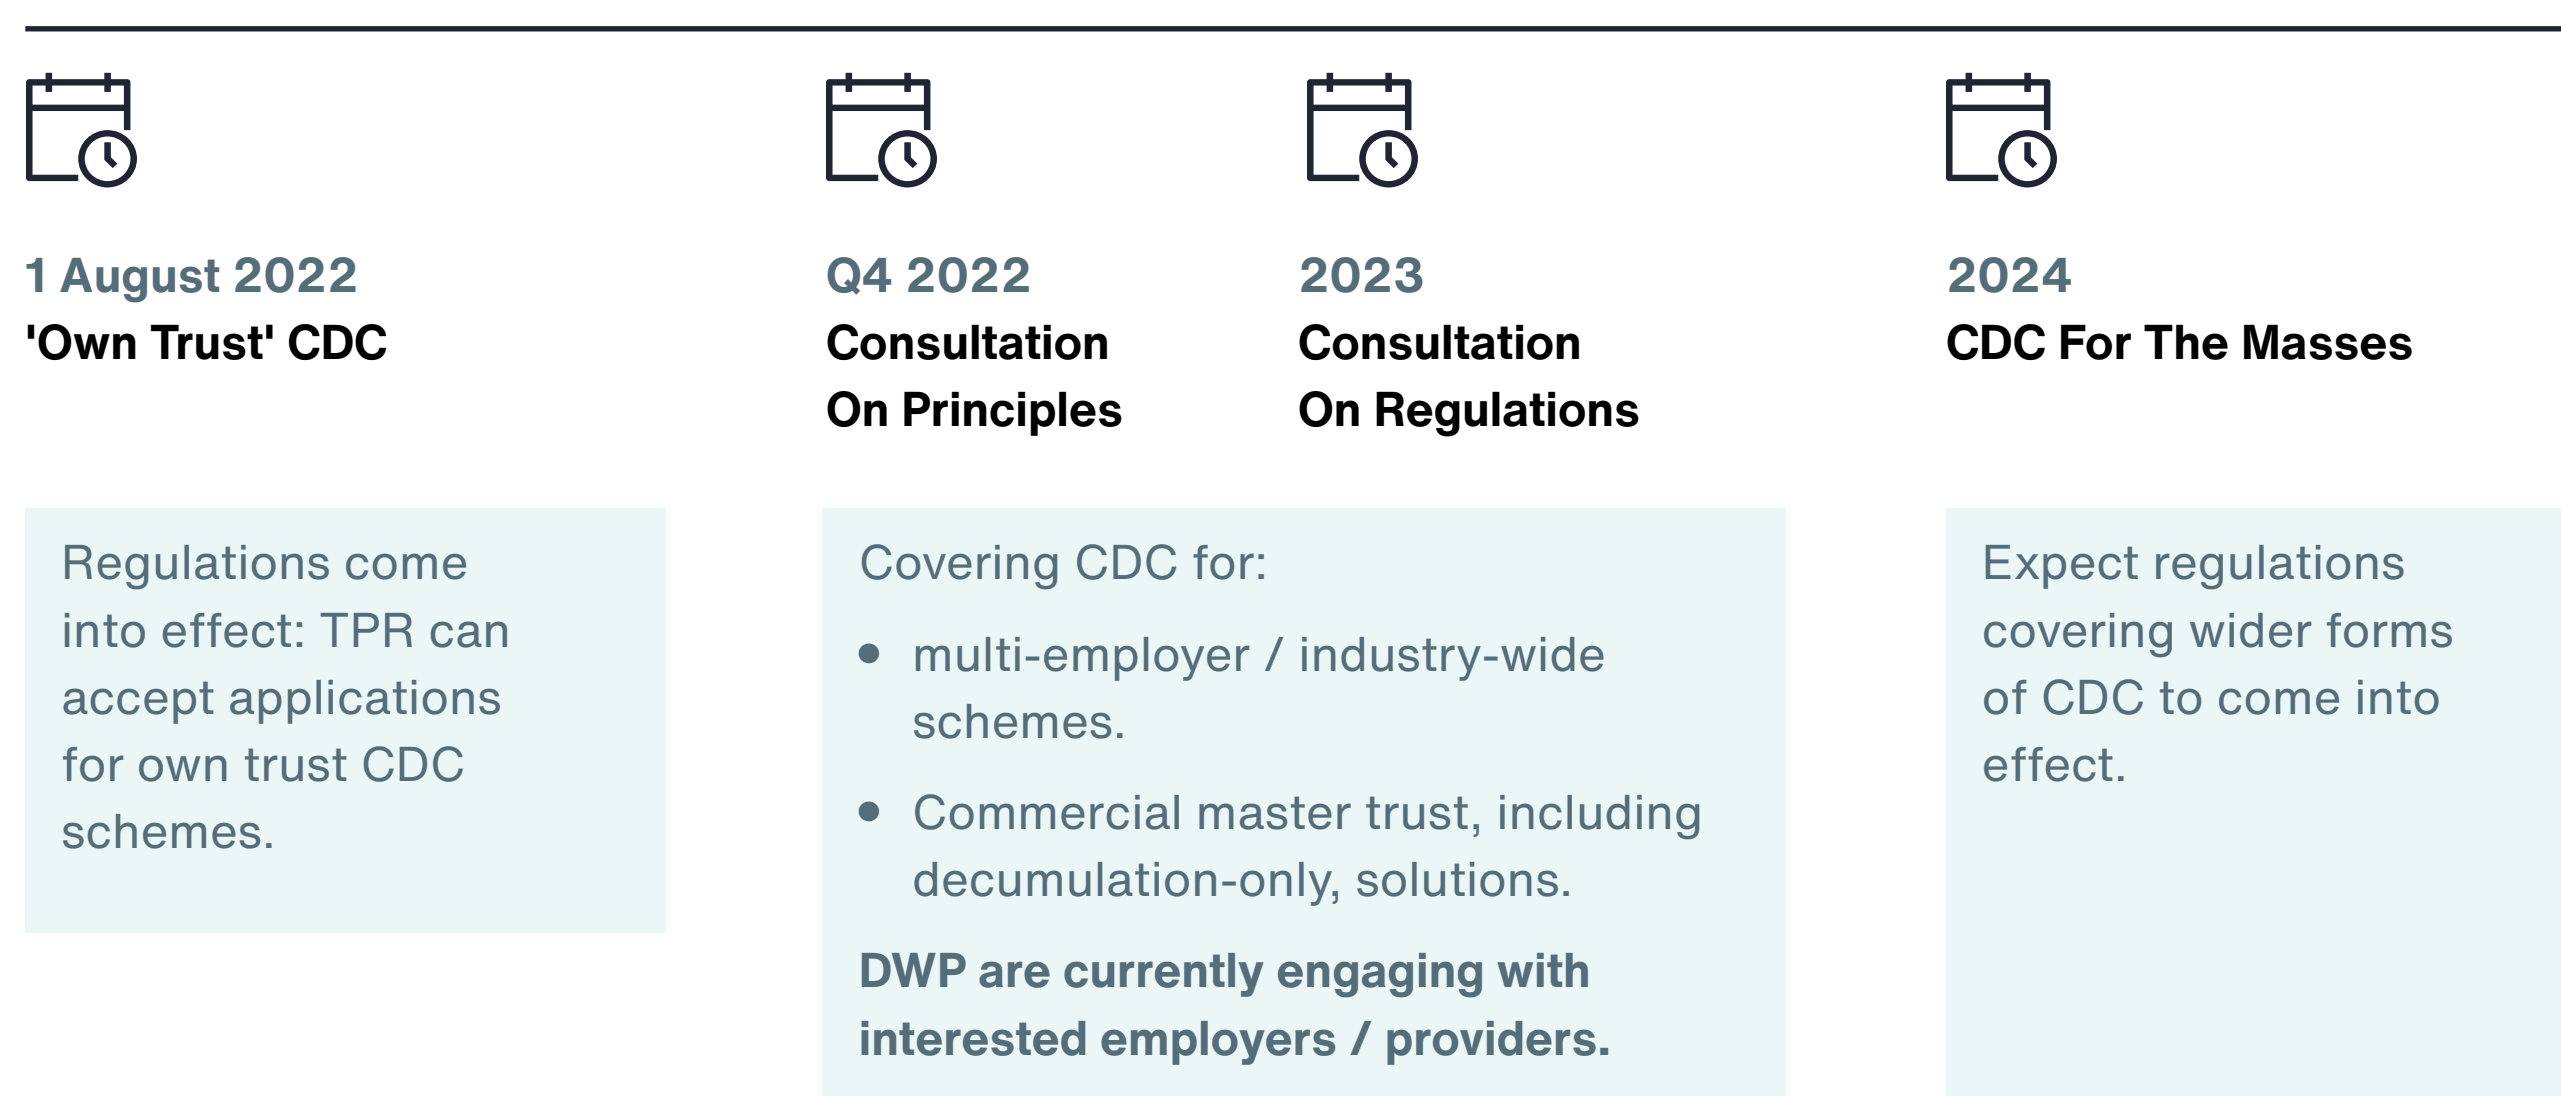 1 August 2022
'Own Trust' CDC
Regulations come
into effect: TPR can
accept applications
for own trust CDC
schemes.
Q4 2022
Consultation
On Principles
2023
Consultation
On Regulations
Covering CDC for:
• multi-employer / industry-wide
schemes.
• Commercial master trust, including
decumulation-only, solutions.
DWP are currently engaging with
interested employers / providers.
2024
CDC For The Masses
Expect regulations
covering wider forms
of CDC to come into
effect.